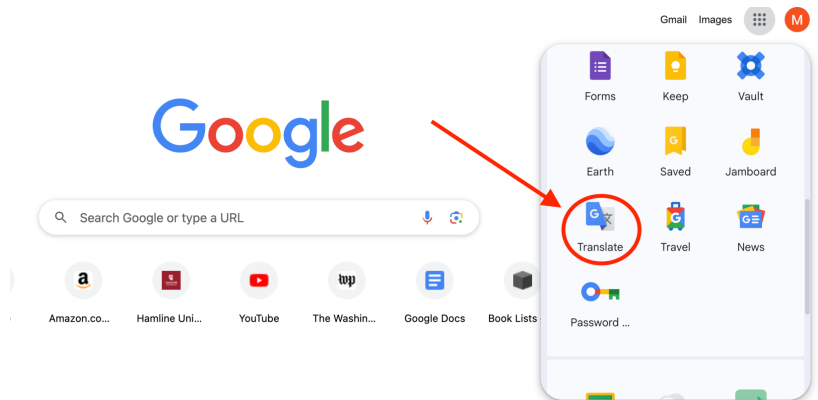 Gmail Images M
Google
Search Google or type a URL
Forms Keep Vault
Earth Saved Jamboard
Translate Travel News
Password ...
Amazon.co... Hamline Uni... YouTube The Washin... Google Docs Book Lists